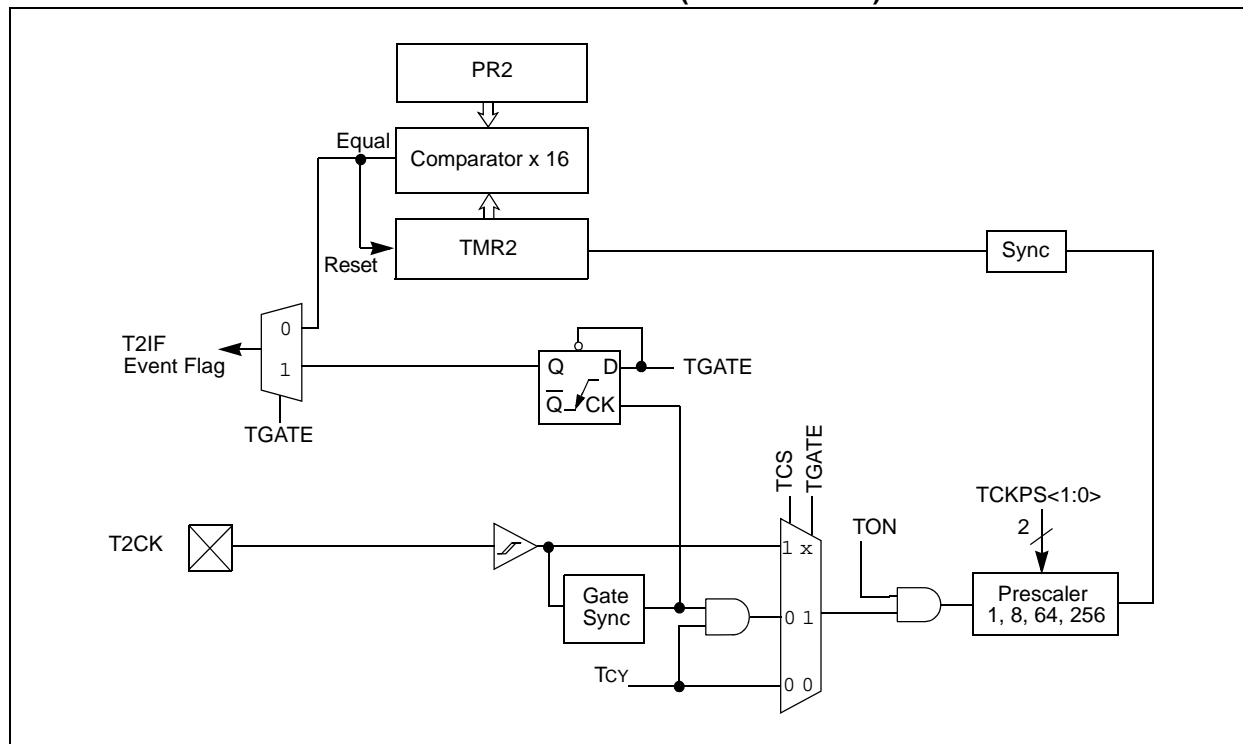 PR2
Equal
Comparator x 16
TMR2
Reset
Sync
0
T2IF
Event Flag
1
Q D
TGATE
Q CK
TGATE
TCS
TGATE
TCKPS<1:0>
2
TON
T2CK
1 x
Gate
Sync
0 1
Prescaler
1, 8, 64, 256
TCY
0 0